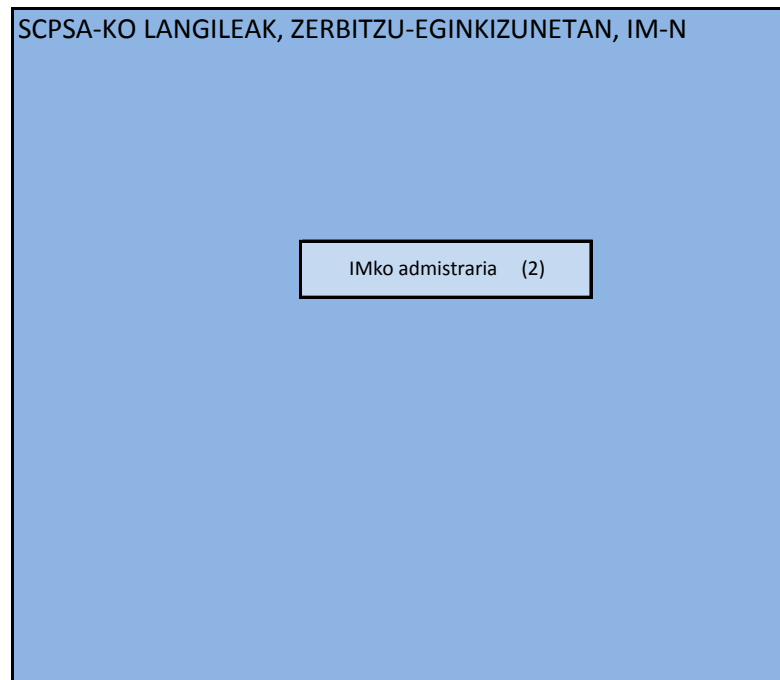 SCPSA-KO LANGILEAK, ZERBITZU-EGINKIZUNETAN, IM-N
IMko admistraria (2)